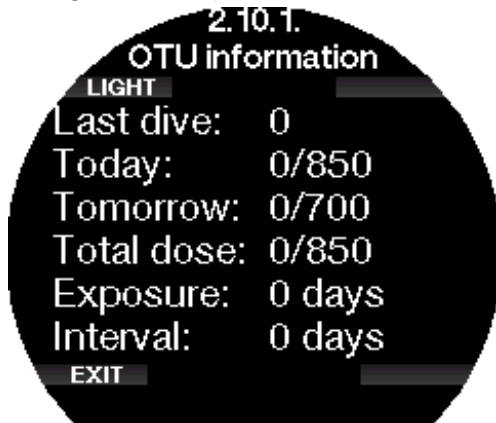 2.10.1.
OTU information
LIGHT
Last dive: 0
Today: 0/850
Tomorrow: 0/700
Total dose: 0/850
Exposure: 0 days
Interval: 0 days
EXIT